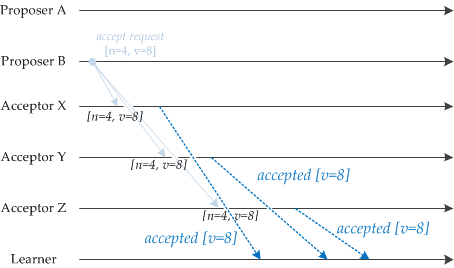 Proposer A
accept request
[n=4, v=8]
Proposer B
Acceptor X
[n=4, v=8]
Acceptor Y
[n=4, v=8]
accepted [v=8]
Acceptor Z
[n=4, v=8]
accepted [v=8]
accepted [v=8]
Learner